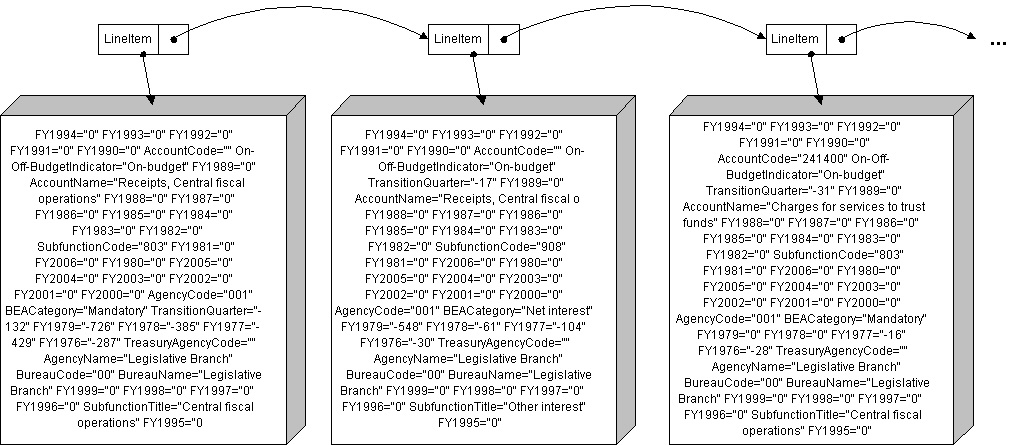 LineItem
LineItem
LineItem
...
FY1994="0" FY1993="0" FY1992="0"
FY1991="0" FY1990="0" AccountCode="" On-
Off-BudgetIndicator="On-budget" FY1989="0"
AccountName="Receipts, Central fiscal
operations" FY1988="0" FY1987="0"
FY1986="0" FY1985="0" FY1984="0"
FY1983="0" FY1982="0"
SubfunctionCode="803" FY1981="0"
FY2006="0" FY1980="0" FY2005="0"
FY2004="0" FY2003="0" FY2002="0"
FY2001="0" FY2000="0" AgencyCode="001"
BEACategory="Mandatory" TransitionQuarter="-
132" FY1979="-726" FY1978="-385" FY1977="-
429" FY1976="-287" TreasuryAgencyCode=""
AgencyName="Legislative Branch"
BureauCode="00" BureauName="Legislative
Branch" FY1999="0" FY1998="0" FY1997="0"
FY1996="0" SubfunctionTitle="Central fiscal
operations" FY1995="0
FY1994="0" FY1993="0" FY1992="0"
FY1991="0" FY1990="0" AccountCode="" On-
Off-BudgetIndicator="On-budget"
TransitionQuarter="-17" FY1989="0"
AccountName="Receipts, Central fiscal o
FY1988="0" FY1987="0" FY1986="0"
FY1985="0" FY1984="0" FY1983="0"
FY1982="0" SubfunctionCode="908"
FY1981="0" FY2006="0" FY1980="0"
FY2005="0" FY2004="0" FY2003="0"
FY2002="0" FY2001="0" FY2000="0"
AgencyCode="001" BEACategory="Net interest"
FY1979="-548" FY1978="-61" FY1977="-104"
FY1976="-30" TreasuryAgencyCode=""
AgencyName="Legislative Branch"
BureauCode="00" BureauName="Legislative
Branch" FY1999="0" FY1998="0" FY1997="0"
FY1996="0" SubfunctionTitle="Other interest"
FY1995="0"
FY1994="0" FY1993="0" FY1992="0"
FY1991="0" FY1990="0"
AccountCode="241400" On-Off-
BudgetIndicator="On-budget"
TransitionQuarter="-31" FY1989="0"
AccountName="Charges for services to trust
funds" FY1988="0" FY1987="0" FY1986="0"
FY1985="0" FY1984="0" FY1983="0"
FY1982="0" SubfunctionCode="803"
FY1981="0" FY2006="0" FY1980="0"
FY2005="0" FY2004="0" FY2003="0"
FY2002="0" FY2001="0" FY2000="0"
AgencyCode="001" BEACategory="Mandatory"
FY1979="0" FY1978="0" FY1977="-16"
FY1976="-28" TreasuryAgencyCode=""
AgencyName="Legislative Branch"
BureauCode="00" BureauName="Legislative
Branch" FY1999="0" FY1998="0" FY1997="0"
FY1996="0" SubfunctionTitle="Central fiscal
operations" FY1995="0"